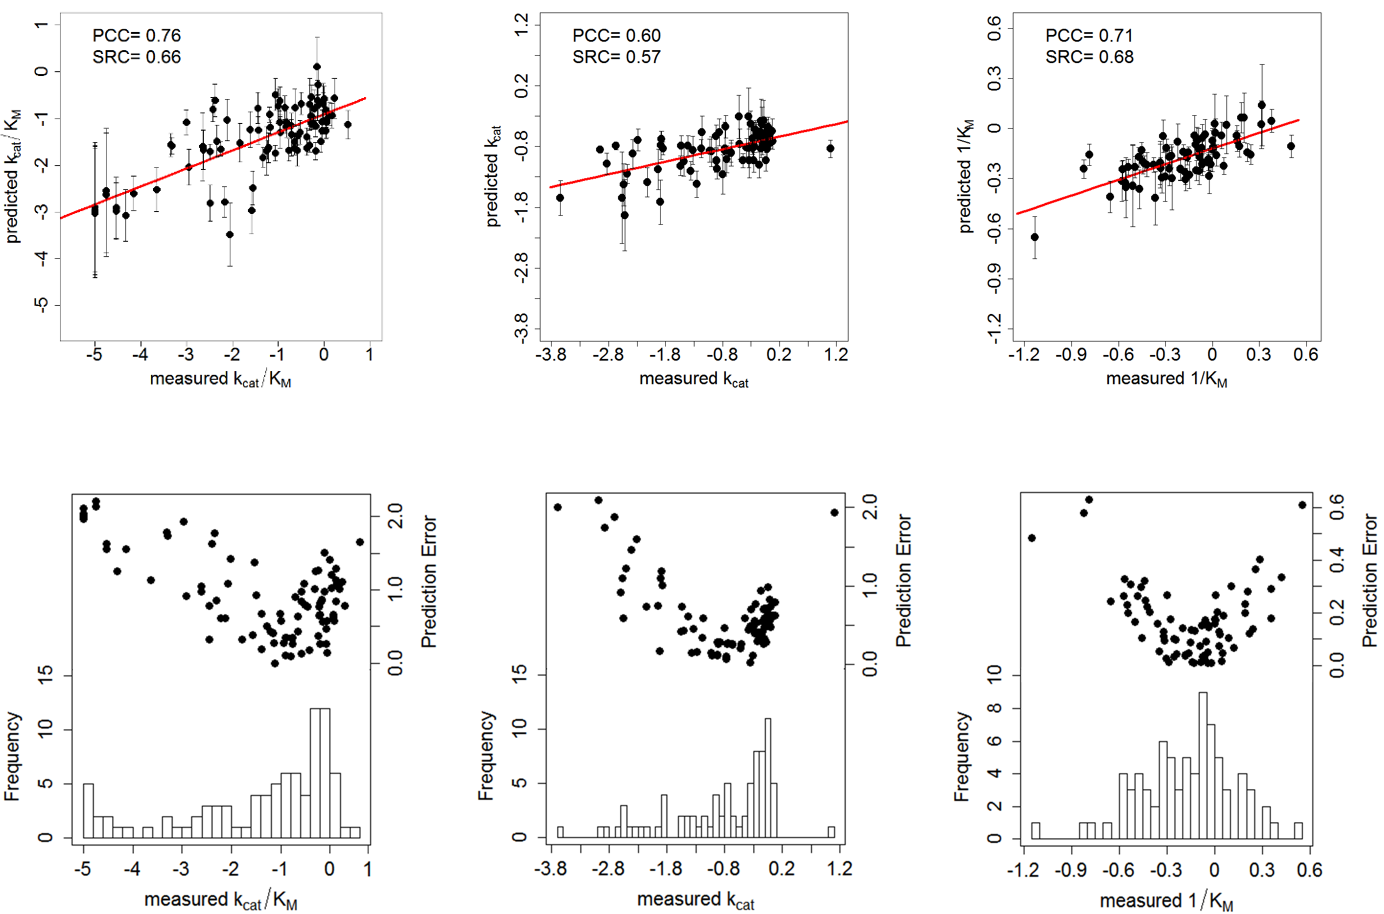 PCC= 0.76
SRC= 0.66
predicted kcat/KM
1
0
-1
-2
-3
-4
-5
-5 -4 -3 -2 -1 0 1
measured kcat/KM
PCC= 0.60
SRC= 0.57
predicted kcat
1.2
0.2
-0.8
-1.8
-2.8
-3.8
-3.8 -2.8 -1.8 -0.8 0.2 1.2
measured kcat
PCC= 0.71
SRC= 0.68
predicted 1/KM
0.6
0.3
0
-0.3
-0.6
-0.9
-1.2
-1.2 -0.9 -0.6 -0.3 0 0.3 0.6
measured 1/KM
2.0
1.0
0.0
Prediction Error
15
10
5
0
Frequency
-5 -4 -3 -2 -1 0 1
measured kcat/KM
2.0
1.0
0.0
Prediction Error
15
10
5
0
Frequency
-3.8 -2.8 -1.8 -0.8 0.2 1.2
measured kcat
0.6
0.4
0.2
0.0
Prediction Error
10
8
6
4
2
0
Frequency
-1.2 -0.9 -0.6 -0.3 0 0.3 0.6
measured 1/KM